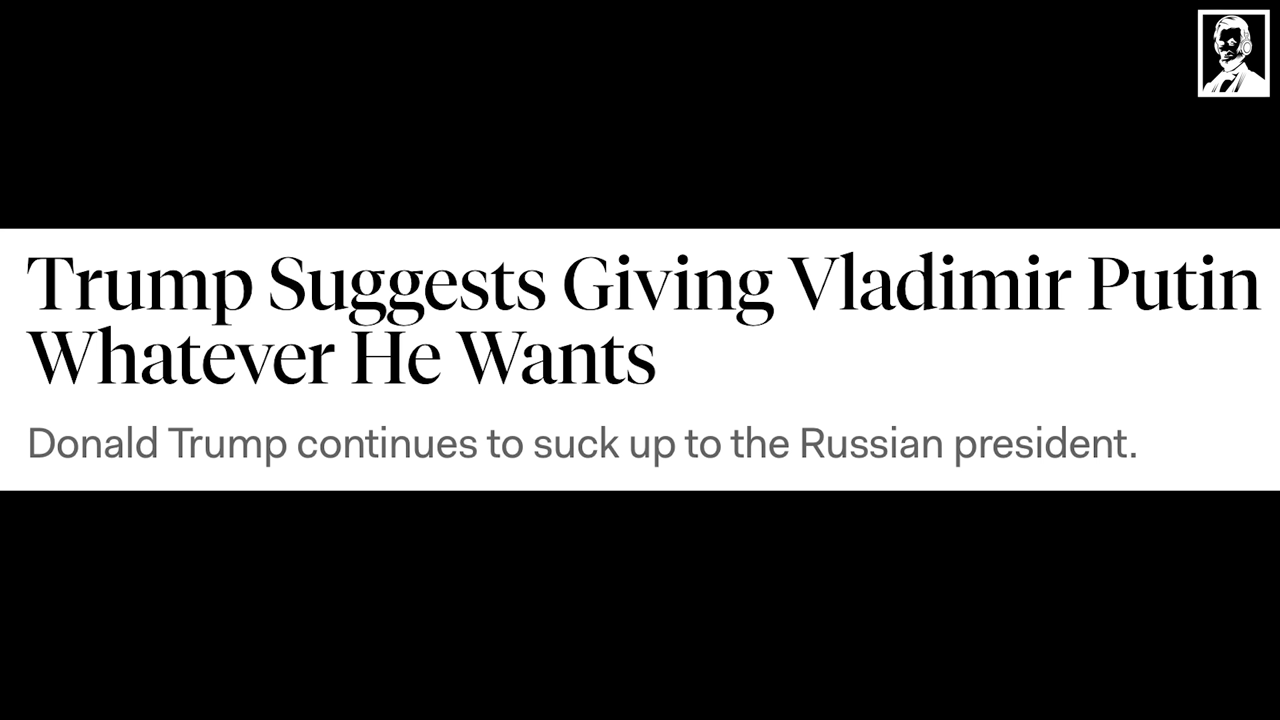 Trump Suggests Giving Vladimir Putin
Whatever He Wants
Donald Trump continues to suck up to the Russian president.